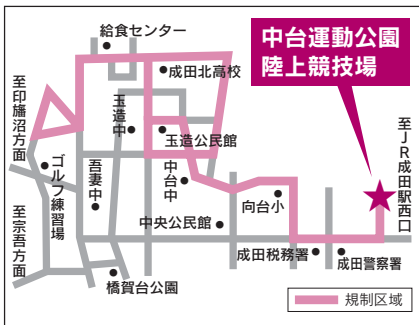 給食センター
中台運動公園
陸上競技場
成田北高校
至印旛沼方面
玉造中
玉造公民館
至JR成田駅西口
ゴルフ練習場
吾妻中
中台中
向台小
至宗吾方面
中央公民館
成田税務署
成田警察署
橋賀台公園
規制区域